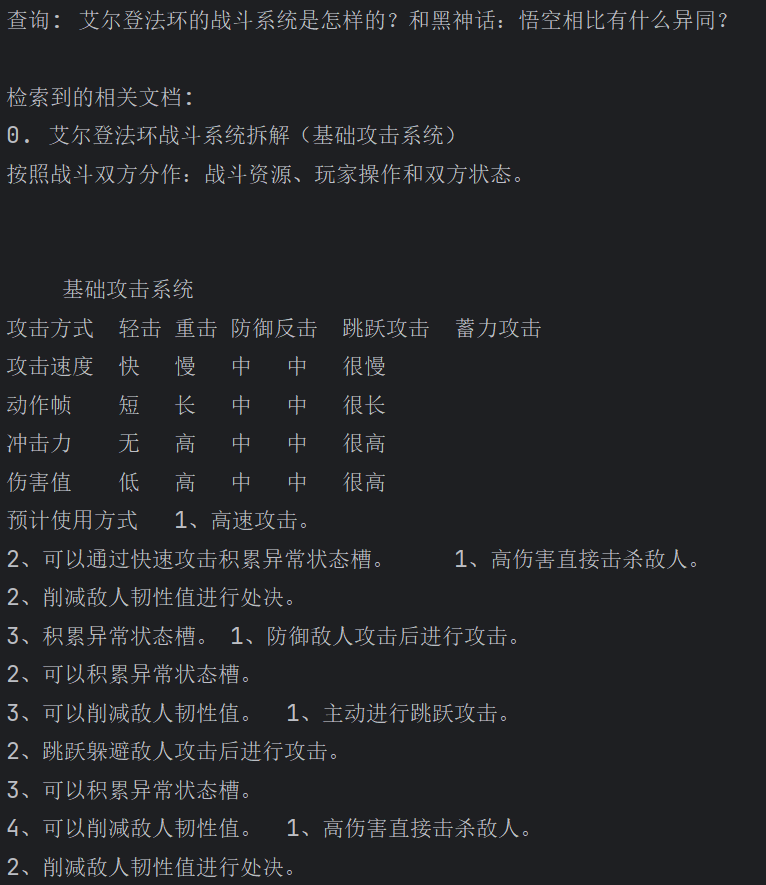 查询: 艾尔登法环的战斗系统是怎样的？和黑神话：悟空相比有什么异同？
检索到的相关文档:
0. 艾尔登法环战斗系统拆解（基础攻击系统）
按照战斗双方分作：战斗资源、玩家操作和双方状态。
基础攻击系统
攻击方式 轻击 重击 防御反击 跳跃攻击 蓄力攻击
攻击速度 快 慢 中 中 很慢
动作帧 短 长 中 中 很长
冲击力 无 高 中 中 很高
伤害值 低 高 中 中 很高
预计使用方式 1、高速攻击。
2、可以通过快速攻击积累异常状态槽。 1、高伤害直接击杀敌人。
2、削减敌人韧性值进行处决。
3、积累异常状态槽。 1、防御敌人攻击后进行攻击。
2、可以积累异常状态槽。
3、可以削减敌人韧性值。 1、主动进行跳跃攻击。
2、跳跃躲避敌人攻击后进行攻击。
3、可以积累异常状态槽。
4、可以削减敌人韧性值。 1、高伤害直接击杀敌人。
2、削减敌人韧性值进行处决。